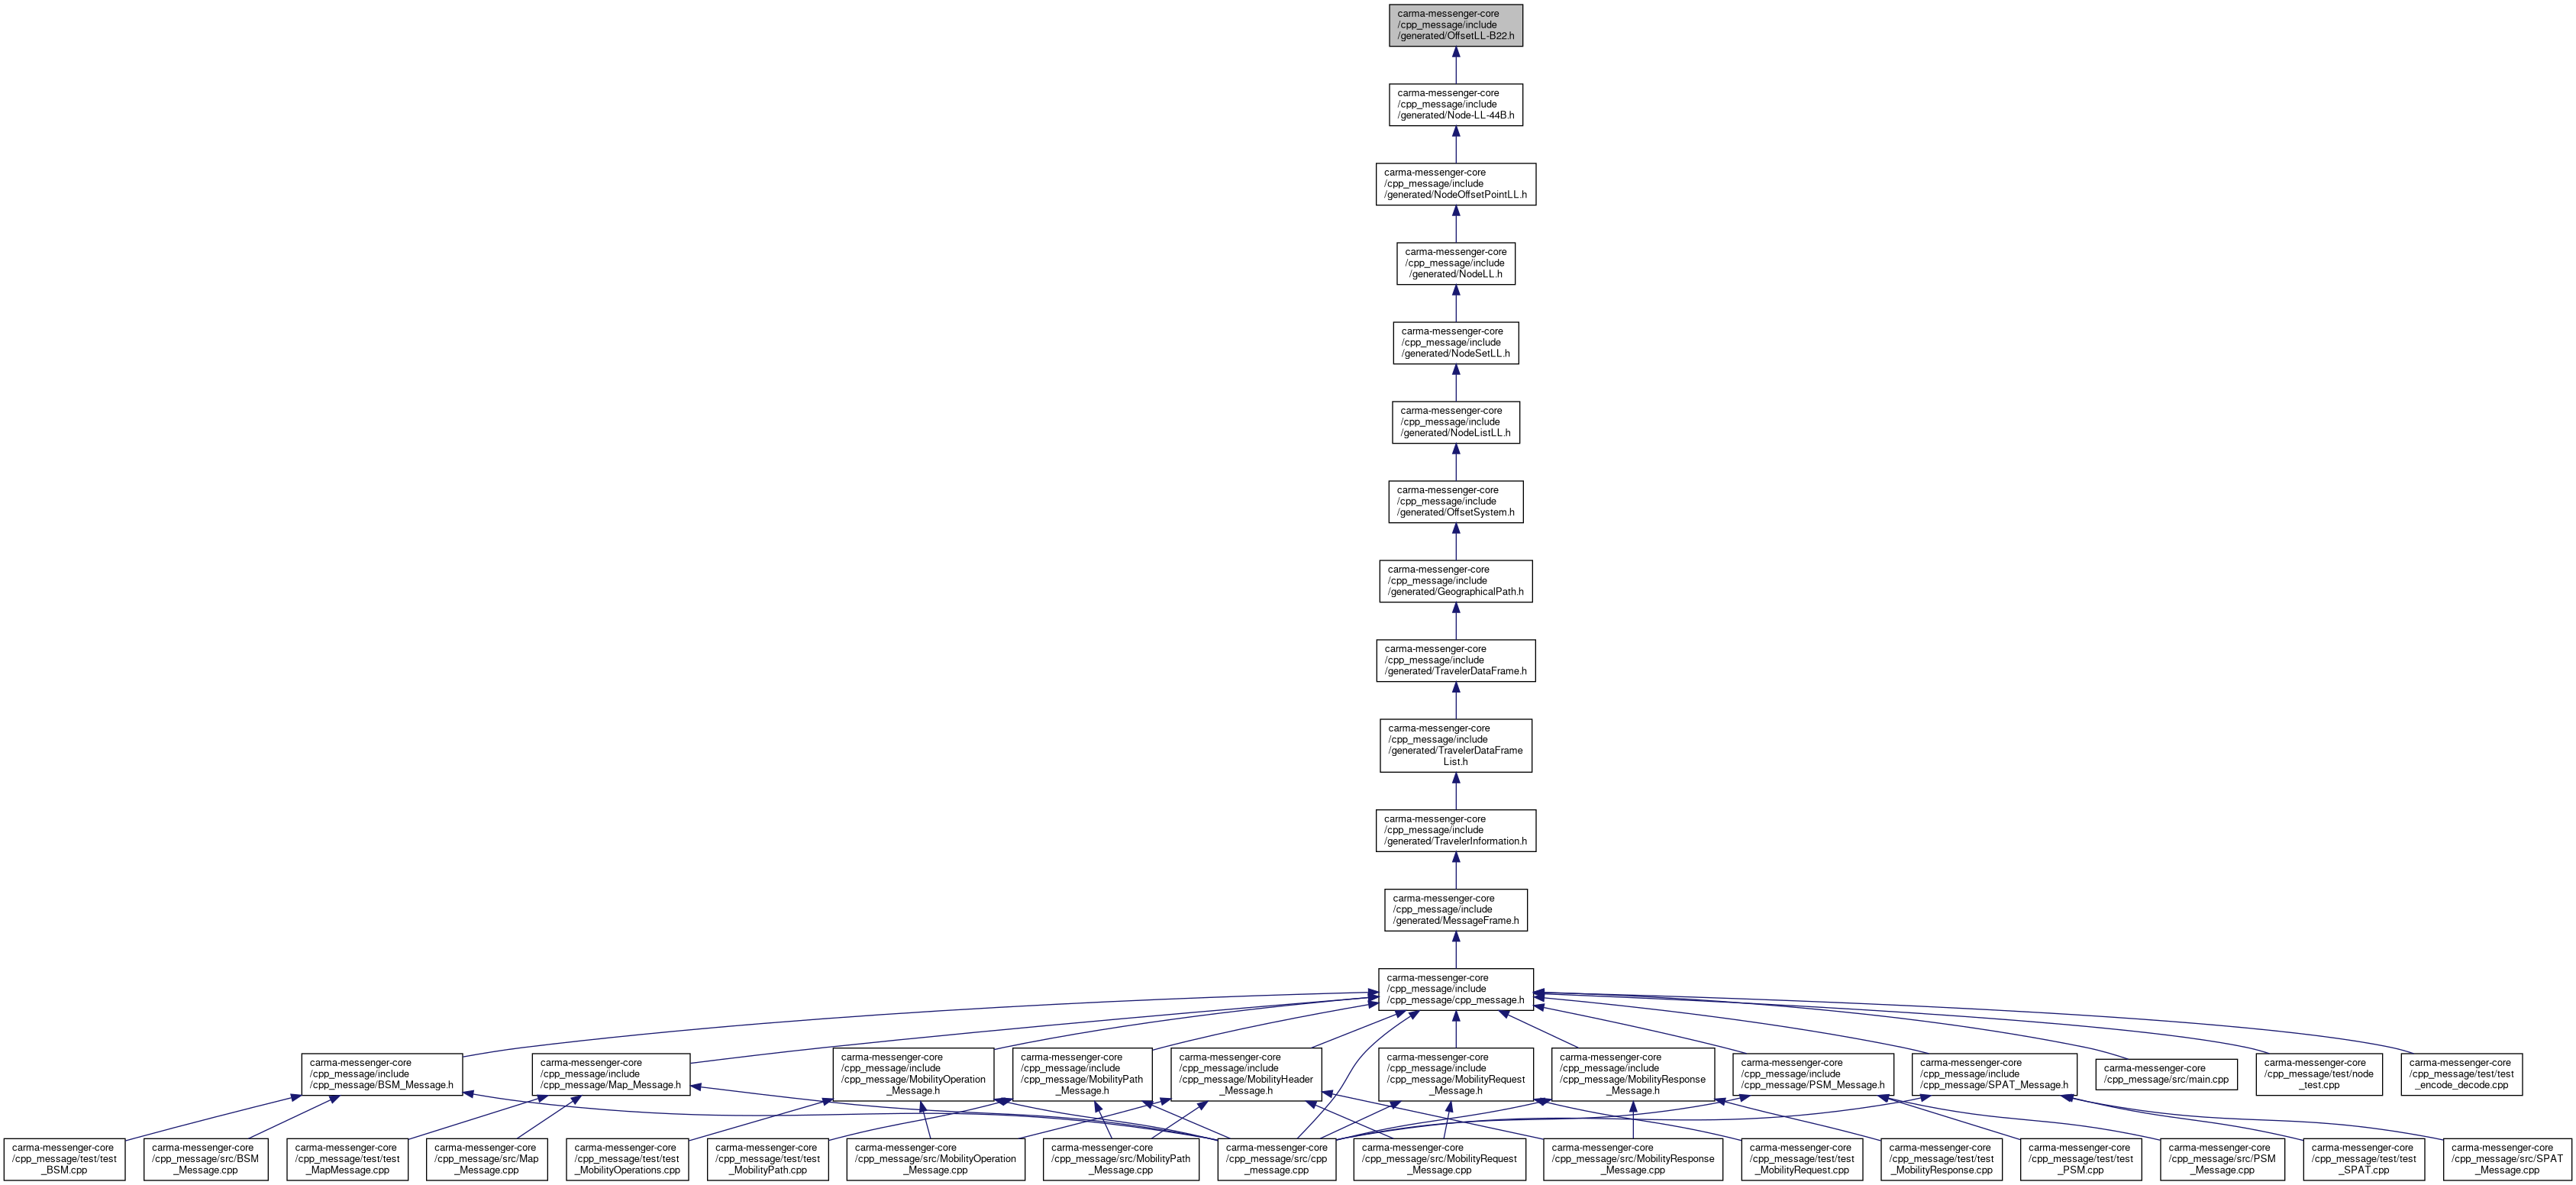 carma-messenger-core
/cpp_message/include
/generated/OffsetLL-B22.h
carma-messenger-core
/cpp_message/include
/generated/Node-LL-44B.h
carma-messenger-core
/cpp_message/include
/generated/NodeOffsetPointLL.h
carma-messenger-core
/cpp_message/include
/generated/NodeLL.h
carma-messenger-core
/cpp_message/include
/generated/NodeSetLL.h
carma-messenger-core
/cpp_message/include
/generated/NodeListLL.h
carma-messenger-core
/cpp_message/include
/generated/OffsetSystem.h
carma-messenger-core
/cpp_message/include
/generated/GeographicalPath.h
carma-messenger-core
/cpp_message/include
/generated/TravelerDataFrame.h
carma-messenger-core
/cpp_message/include
/generated/TravelerDataFrame
List.h
carma-messenger-core
/cpp_message/include
/generated/TravelerInformation.h
carma-messenger-core
/cpp_message/include
/generated/MessageFrame.h
carma-messenger-core
/cpp_message/include
/cpp_message/cpp_message.h
carma-messenger-core
/cpp_message/include
/cpp_message/BSM_Message.h
carma-messenger-core
/cpp_message/include
/cpp_message/Map_Message.h
carma-messenger-core
/cpp_message/include
/cpp_message/MobilityOperation
_Message.h
carma-messenger-core
/cpp_message/include
/cpp_message/MobilityPath
_Message.h
carma-messenger-core
/cpp_message/include
/cpp_message/MobilityHeader
_Message.h
carma-messenger-core
/cpp_message/include
/cpp_message/MobilityRequest
_Message.h
carma-messenger-core
/cpp_message/include
/cpp_message/MobilityResponse
_Message.h
carma-messenger-core
/cpp_message/include
/cpp_message/PSM_Message.h
carma-messenger-core
/cpp_message/include
/cpp_message/SPAT_Message.h
carma-messenger-core
/cpp_message/src/main.cpp
carma-messenger-core
/cpp_message/test/node
_test.cpp
carma-messenger-core
/cpp_message/test/test
_encode_decode.cpp
carma-messenger-core
/cpp_message/test/test
_BSM.cpp
carma-messenger-core
/cpp_message/src/BSM
_Message.cpp
carma-messenger-core
/cpp_message/test/test
_MapMessage.cpp
carma-messenger-core
/cpp_message/src/Map
_Message.cpp
carma-messenger-core
/cpp_message/test/test
_MobilityOperations.cpp
carma-messenger-core
/cpp_message/test/test
_MobilityPath.cpp
carma-messenger-core
/cpp_message/src/MobilityOperation
_Message.cpp
carma-messenger-core
/cpp_message/src/MobilityPath
_Message.cpp
carma-messenger-core
/cpp_message/src/cpp
_message.cpp
carma-messenger-core
/cpp_message/src/MobilityRequest
_Message.cpp
carma-messenger-core
/cpp_message/src/MobilityResponse
_Message.cpp
carma-messenger-core
/cpp_message/test/test
_MobilityRequest.cpp
carma-messenger-core
/cpp_message/test/test
_MobilityResponse.cpp
carma-messenger-core
/cpp_message/test/test
_PSM.cpp
carma-messenger-core
/cpp_message/src/PSM
_Message.cpp
carma-messenger-core
/cpp_message/test/test
_SPAT.cpp
carma-messenger-core
/cpp_message/src/SPAT
_Message.cpp